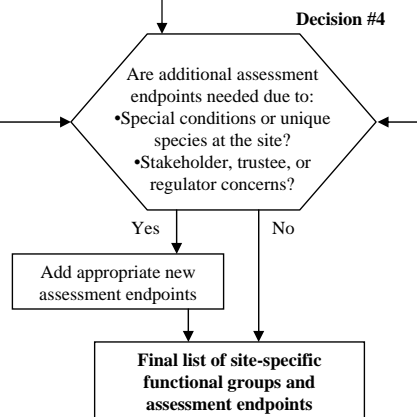 Decision #4
Are additional assessment
endpoints needed due to:
•Special conditions or unique
species at the site?
•Stakeholder, trustee, or
regulator concerns?
Yes
No
Add appropriate new
assessment endpoints
Final list of site-specific
functional groups and
assessment endpoints